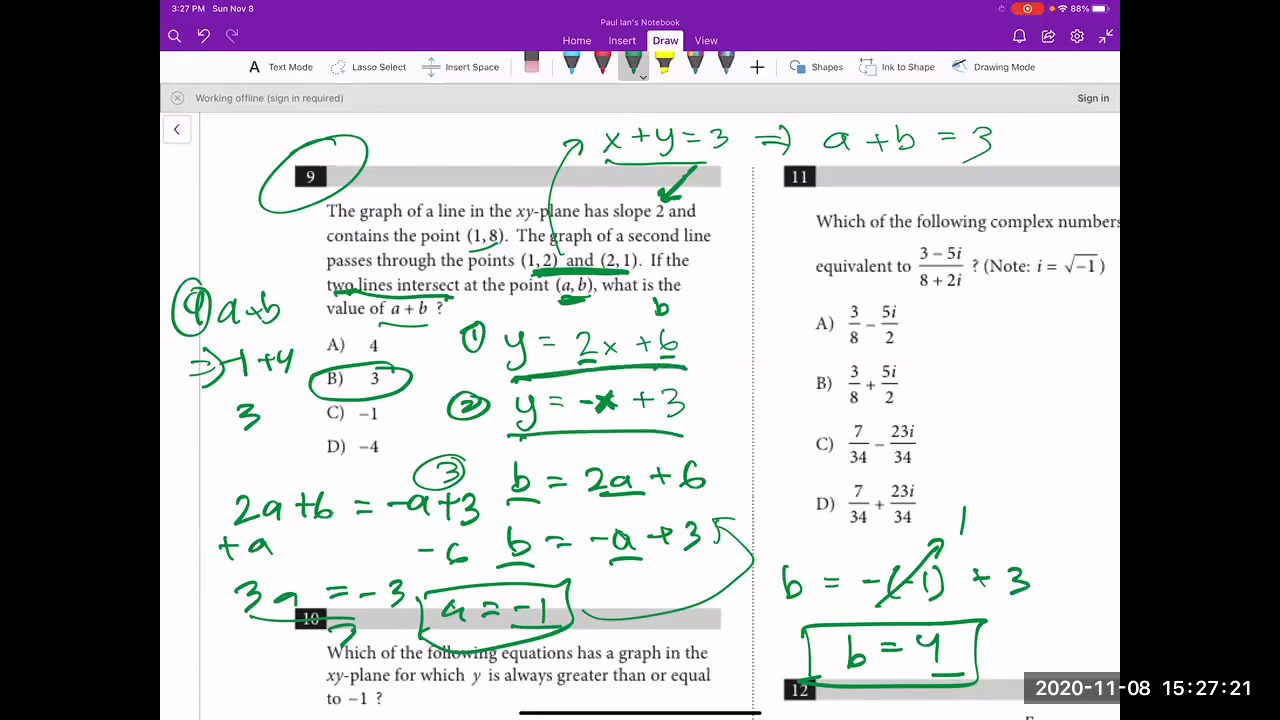 3:27 PM Sun Nov 8
88%
Paul Ian's Notebook
Home Insert Draw View
Text Mode Lasso Select Insert Space Shapes Ink to Shape Drawing Mode
Working offline (sign in required) Sign in
x + y = 3 ⇒ a + b = 3
9
The graph of a line in the xy-plane has slope 2 and
contains the point (1, 8). The graph of a second line
passes through the points (1, 2) and (2, 1). If the
two lines intersect at the point (a, b), what is the
value of a + b ?
A) 4
B) 3
C) −1
D) −4
b
① y = 2x + 6
② y = -x + 3
③ b = 2a + 6
b = -a + 3
2a + 6 = -a + 3
+a -6
3a = -3
3
a = -1
④ a + b
⇒ -1 + 4
3
10
Which of the following equations has a graph in the
xy-plane for which y is always greater than or equal
to −1 ?
11
Which of the following complex numbers
equivalent to (3 − 5i)/(8 + 2i) ? (Note: i = √−1)
A) 3/8 − 5i/2
B) 3/8 + 5i/2
C) 7/34 − 23i/34
D) 7/34 + 23i/34
1
b = -(-1) + 3
b = 4
12
2020-11-08 15:27:21